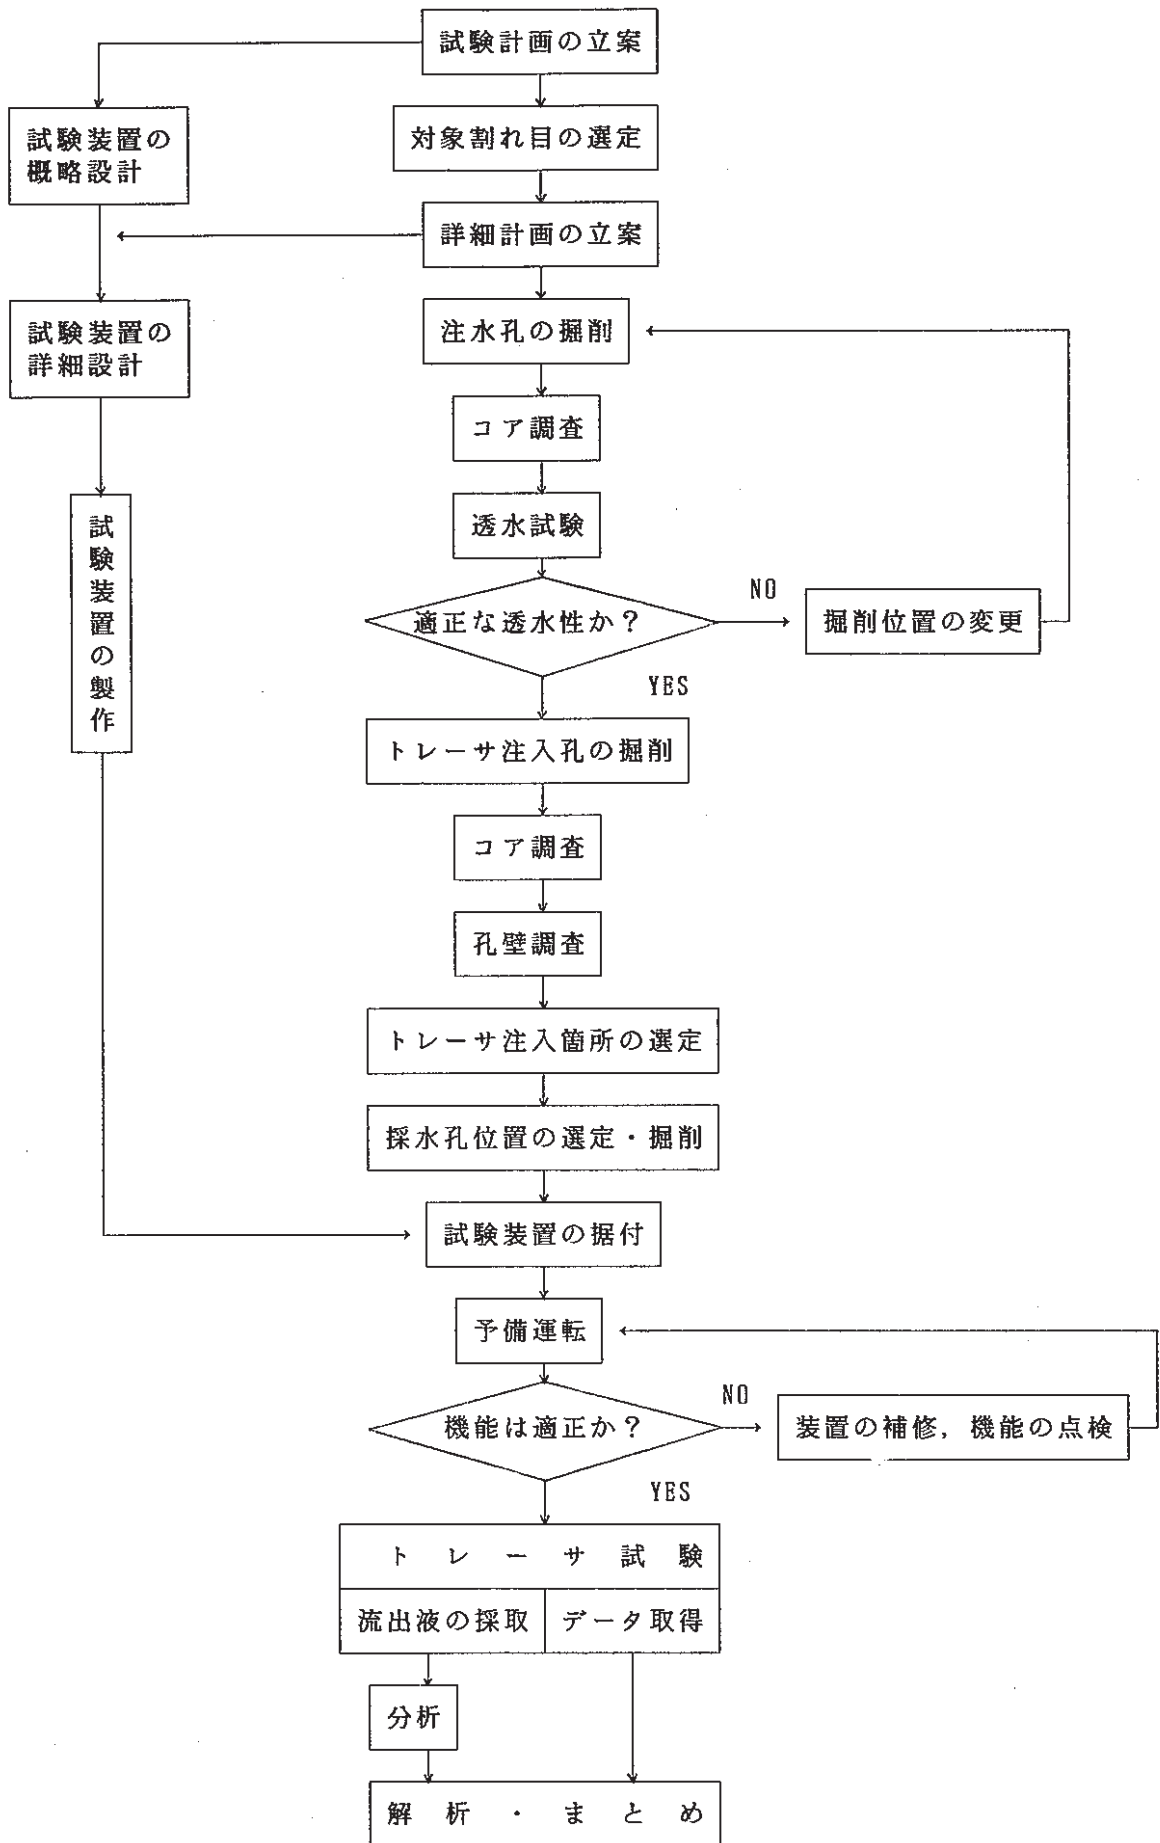 試験計画の立案
試験装置の
概略設計
対象割れ目の選定
詳細計画の立案
試験装置の
詳細設計
注水孔の掘削
コア調査
試験装置の製作
透水試験
適正な透水性か？
NO
掘削位置の変更
YES
トレーサ注入孔の掘削
コア調査
孔壁調査
トレーサ注入箇所の選定
採水孔位置の選定・掘削
試験装置の据付
予備運転
機能は適正か？
NO
装置の補修，機能の点検
YES
トレーサ試験
流出液の採取
データ取得
分析
解析・まとめ